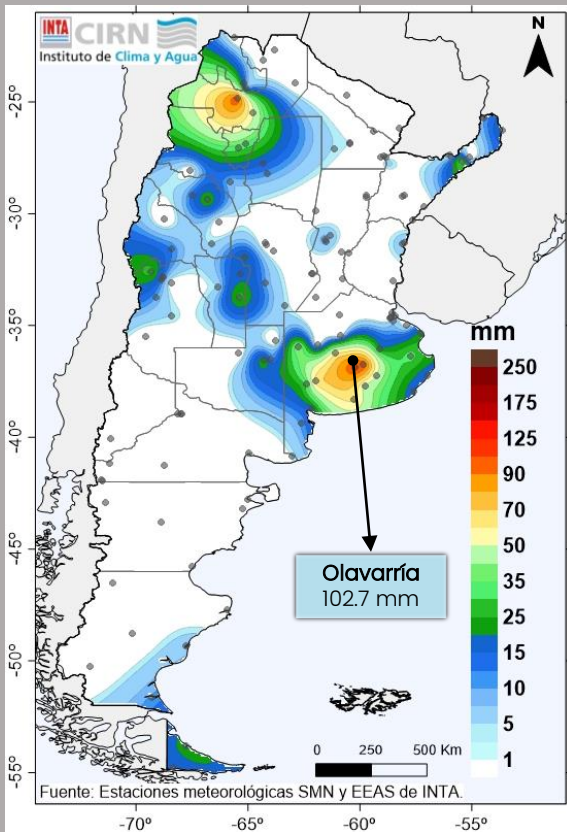 INTA
CIRN
Instituto de Clima y Agua
N
-25°
-30°
-35°
-40°
-45°
-50°
-55°
mm
250
175
125
90
70
50
35
25
15
10
5
1
Olavarría
102.7 mm
0 250 500 Km
Fuente: Estaciones meteorológicas SMN y EEAS de INTA.
-70° -65° -60° -55°